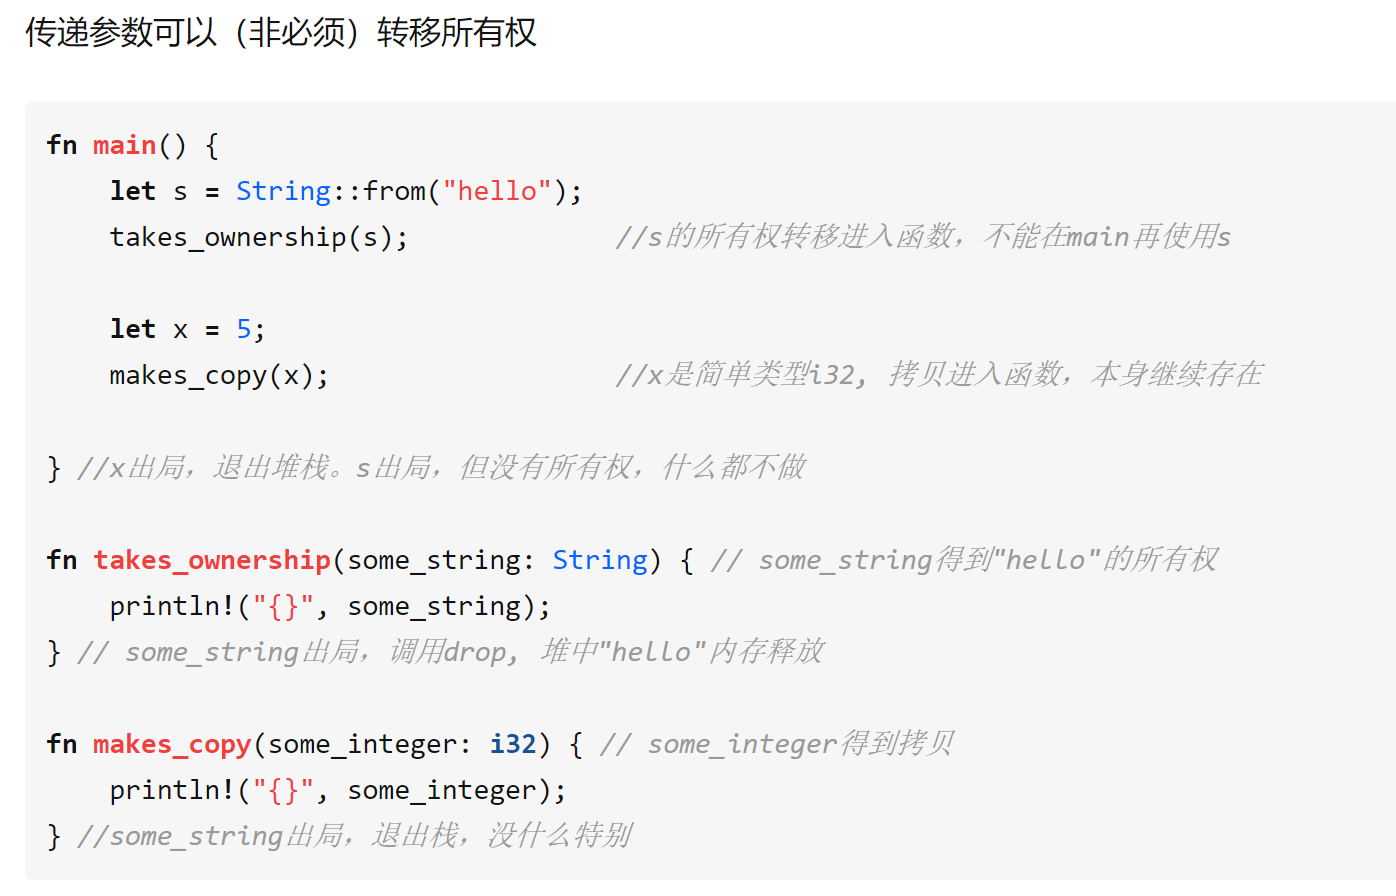 传递参数可以（非必须）转移所有权
fn main() {
    let s = String::from("hello");
    takes_ownership(s);             //s的所有权转移进入函数，不能在main再使用s
    let x = 5;
    makes_copy(x);                  //x是简单类型i32, 拷贝进入函数，本身继续存在
} //x出局，退出堆栈。s出局，但没有所有权，什么都不做
fn takes_ownership(some_string: String) { // some_string得到"hello"的所有权
    println!("{}", some_string);
} // some_string出局，调用drop, 堆中"hello"内存释放
fn makes_copy(some_integer: i32) { // some_integer得到拷贝
    println!("{}", some_integer);
} //some_string出局，退出栈，没什么特别